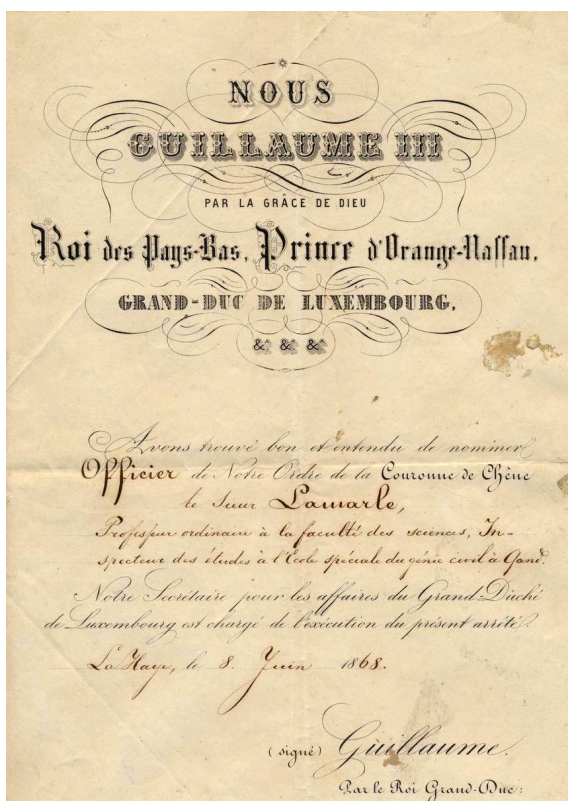 NOUS
GUILLAUME III
PAR LA GRÂCE DE DIEU
Roi des Pays-Bas, Prince d'Orange-Nassau,
GRAND-DUC DE LUXEMBOURG,
& & &
Avons trouvé bon et entendu de nommer
Officier de Notre Ordre de la Couronne de Chêne
le Sieur Lamarle,
Professeur ordinaire à la faculté des sciences, In-
specteur des études à l'Ecole spéciale du génie civil à Gand.
Notre Secrétaire pour les affaires du Grand-Duché
de Luxembourg est chargé de l'exécution du présent arrêté.
La Haye, le 8. Juin 1868.
(signé) Guillaume.
Par le Roi Grand-Duc: